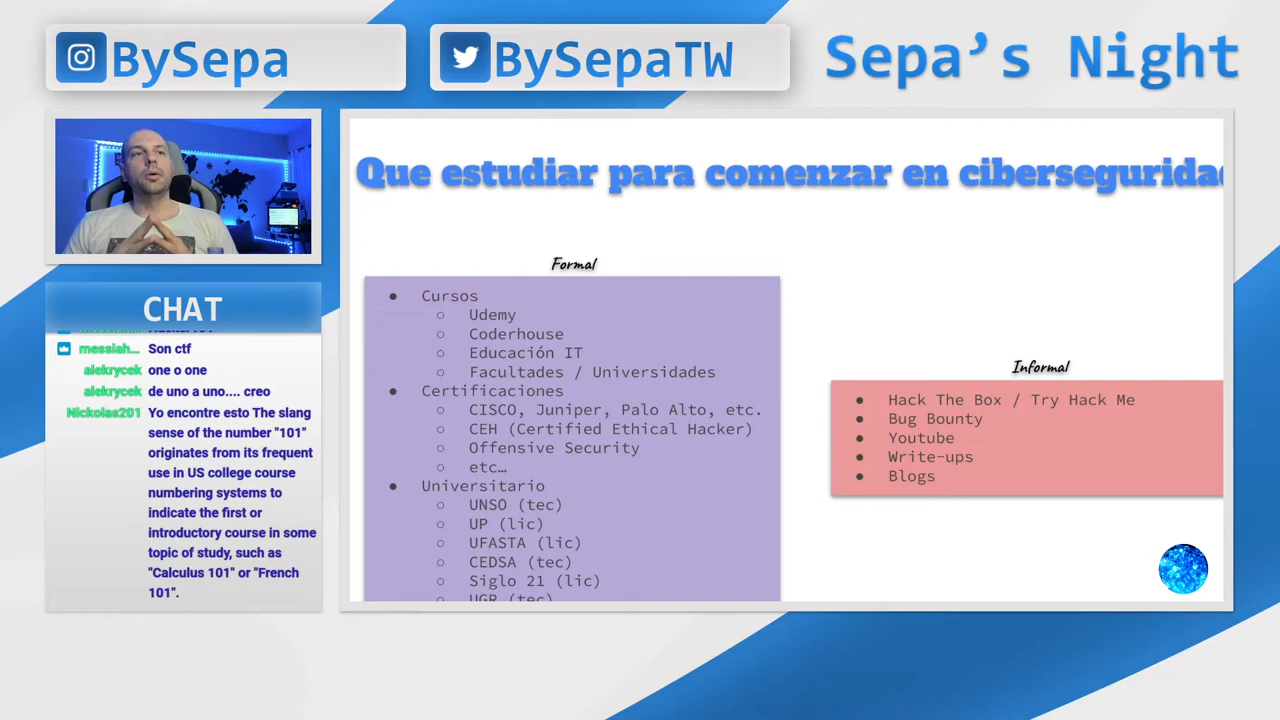 BySepa
BySepaTW
Sepa's Night
Que estudiar para comenzar en cibersegurida
Formal
● Cursos
○ Udemy
○ Coderhouse
○ Educación IT
○ Facultades / Universidades
● Certificaciones
○ CISCO, Juniper, Palo Alto, etc.
○ CEH (Certified Ethical Hacker)
○ Offensive Security
○ etc…
● Universitario
○ UNSO (tec)
○ UP (lic)
○ UFASTA (lic)
○ CEDSA (tec)
○ Siglo 21 (lic)
○ UGR (tec)
Informal
● Hack The Box / Try Hack Me
● Bug Bounty
● Youtube
● Write-ups
● Blogs
CHAT
messiah... Son ctf
alekrycek one o one
alekrycek de uno a uno.... creo
Nickolas201 Yo encontre esto The slang
sense of the number "101"
originates from its frequent
use in US college course
numbering systems to
indicate the first or
introductory course in some
topic of study, such as
"Calculus 101" or "French
101".